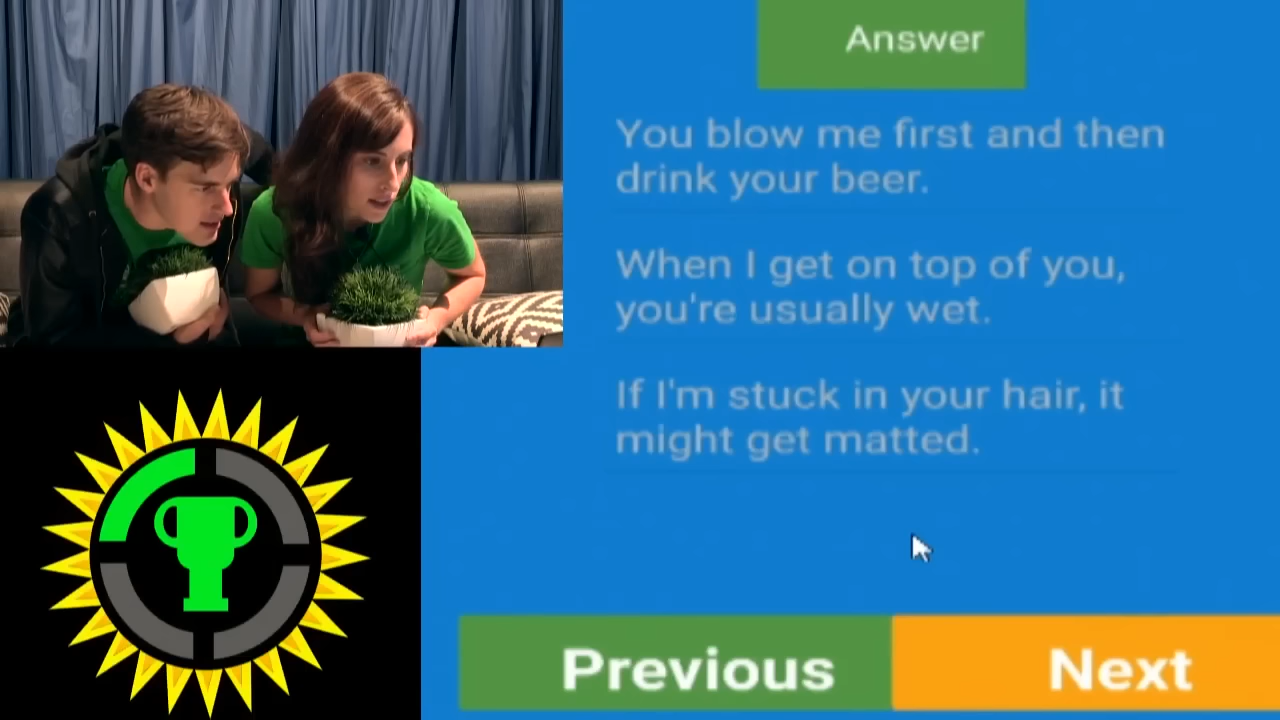 Answer
You blow me first and then
drink your beer.
When I get on top of you,
you're usually wet.
If I'm stuck in your hair, it
might get matted.
Previous
Next